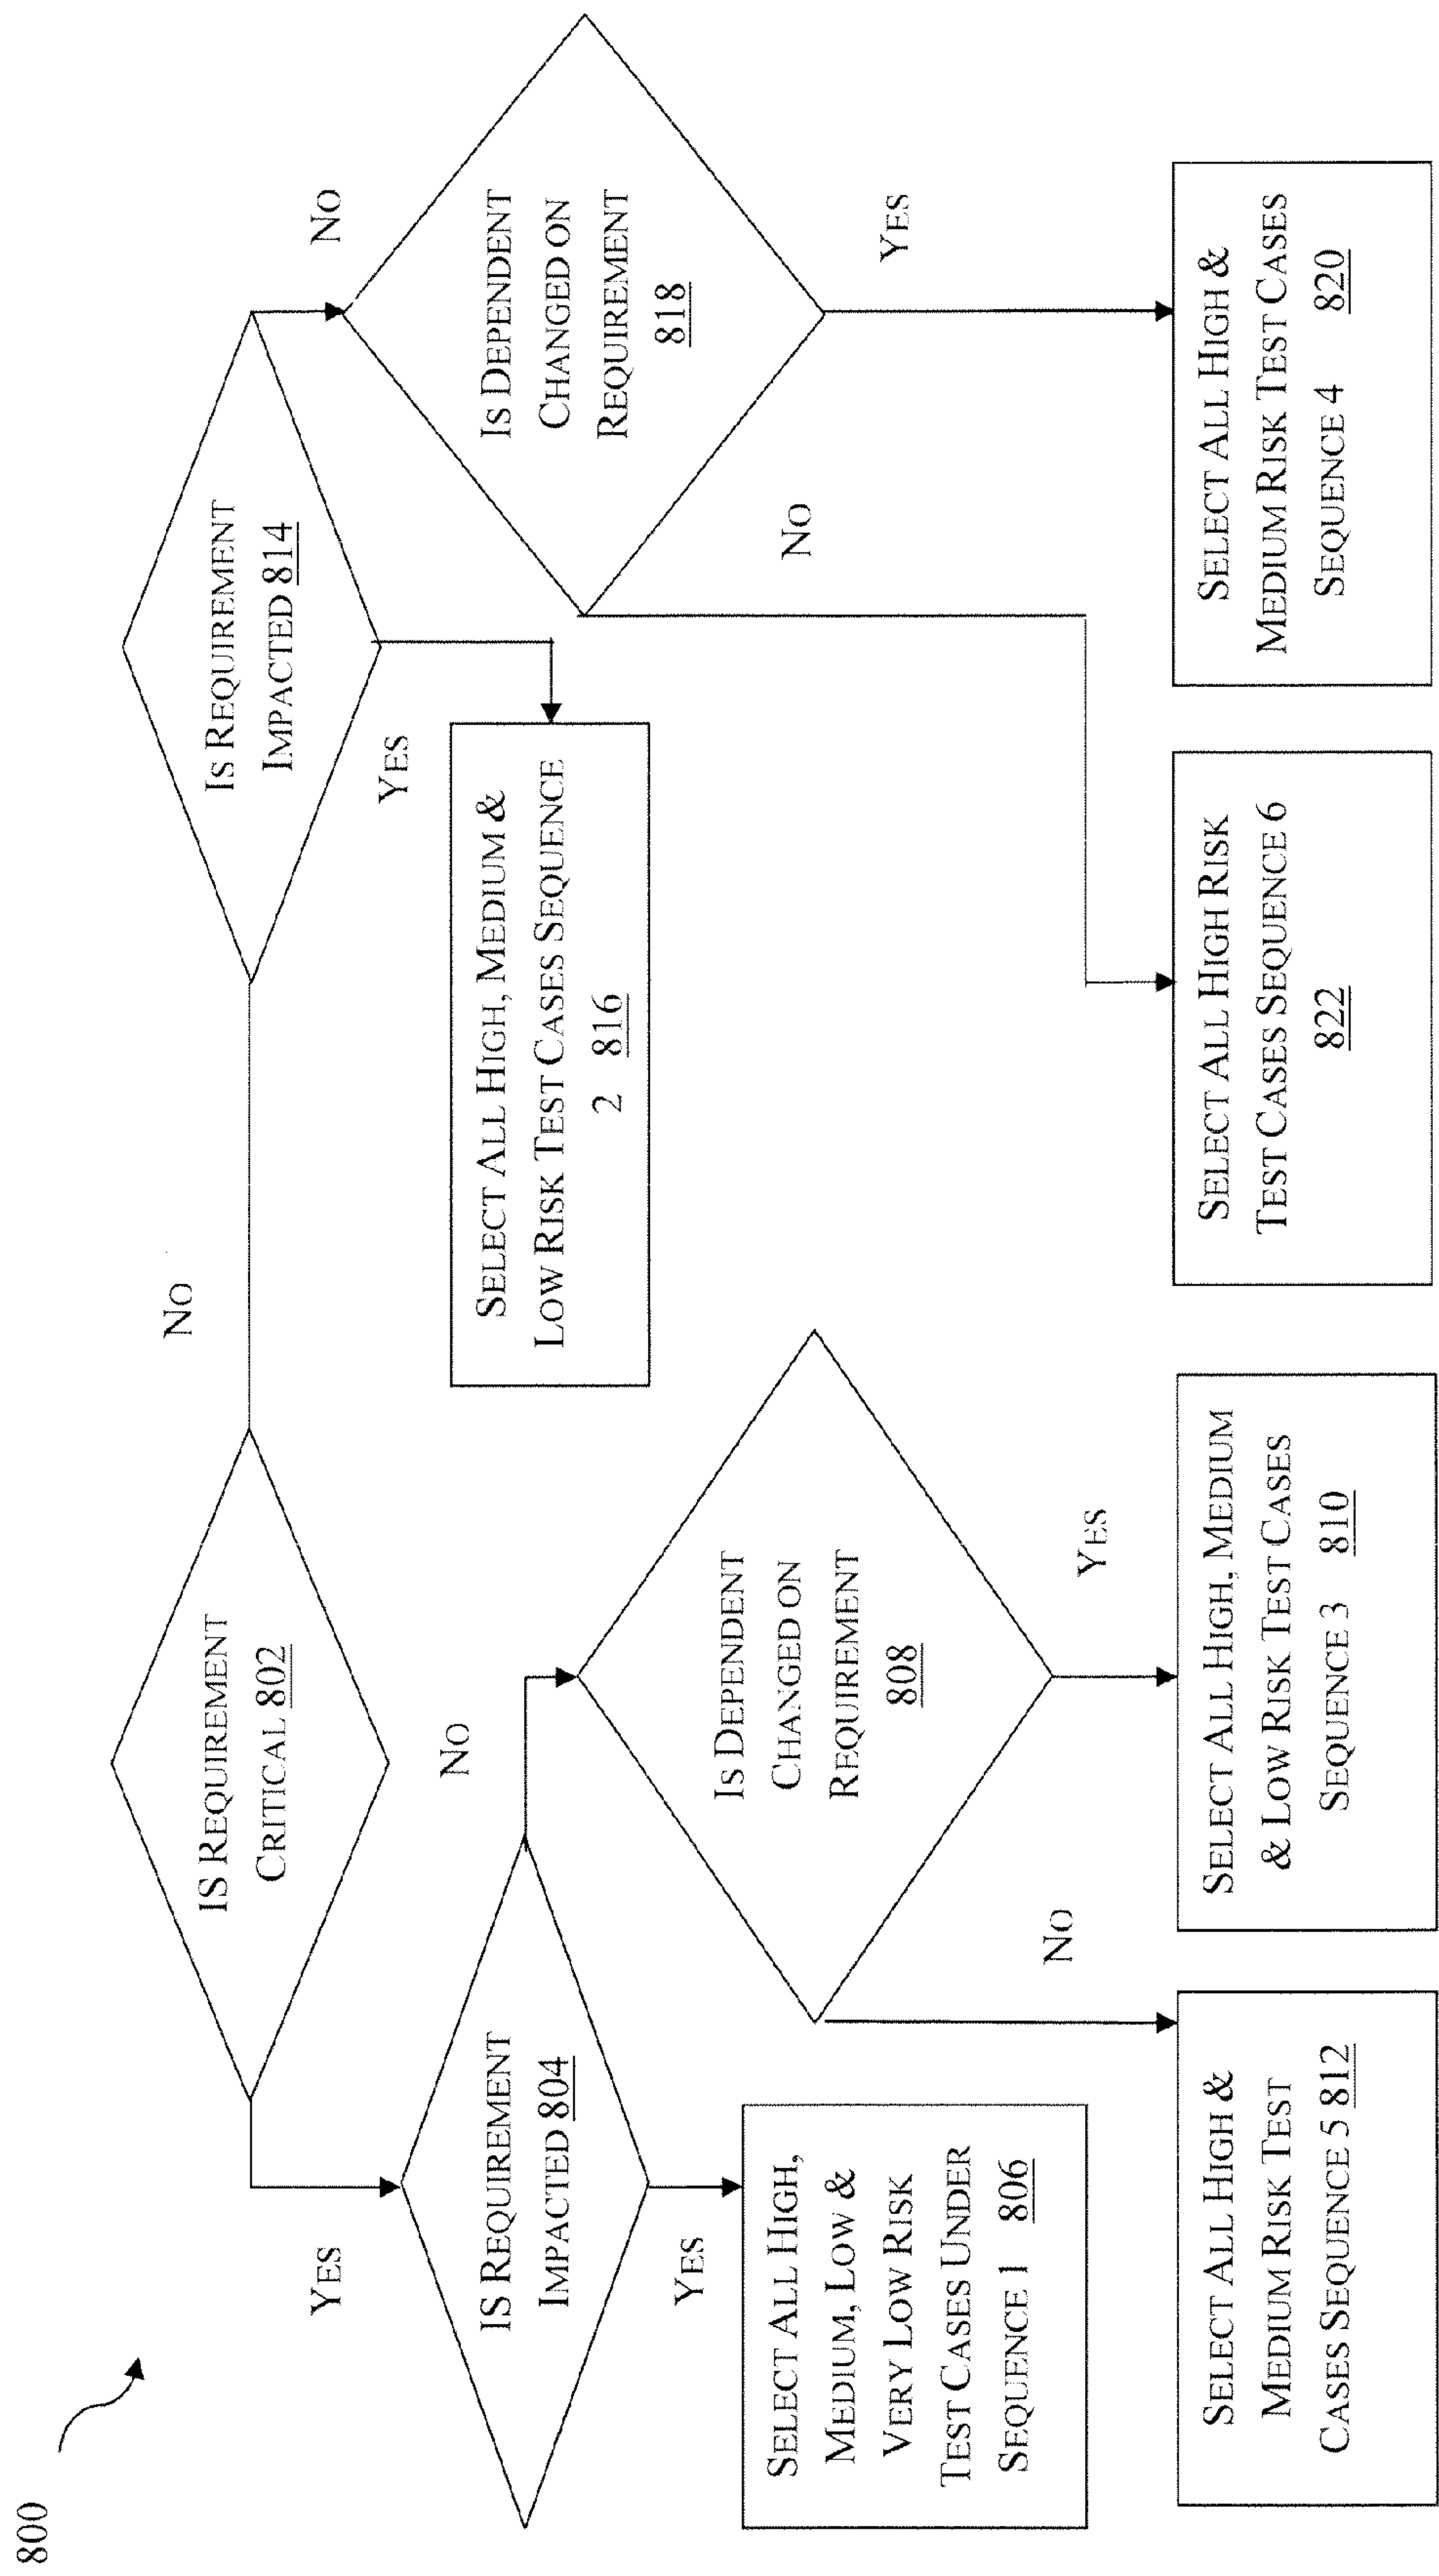 800
IS REQUIREMENT
CRITICAL 802
YES
NO
IS REQUIREMENT
IMPACTED 804
YES
NO
SELECT ALL HIGH,
MEDIUM, LOW &
VERY LOW RISK
TEST CASES UNDER
SEQUENCE 1 806
IS DEPENDENT
CHANGED ON
REQUIREMENT
808
NO
YES
SELECT ALL HIGH &
MEDIUM RISK TEST
CASES SEQUENCE 5 812
SELECT ALL HIGH, MEDIUM
& LOW RISK TEST CASES
SEQUENCE 3 810
IS REQUIREMENT
IMPACTED 814
YES
NO
SELECT ALL HIGH, MEDIUM &
LOW RISK TEST CASES SEQUENCE
2 816
IS DEPENDENT
CHANGED ON
REQUIREMENT
818
NO
YES
SELECT ALL HIGH RISK
TEST CASES SEQUENCE 6
822
SELECT ALL HIGH &
MEDIUM RISK TEST CASES
SEQUENCE 4 820